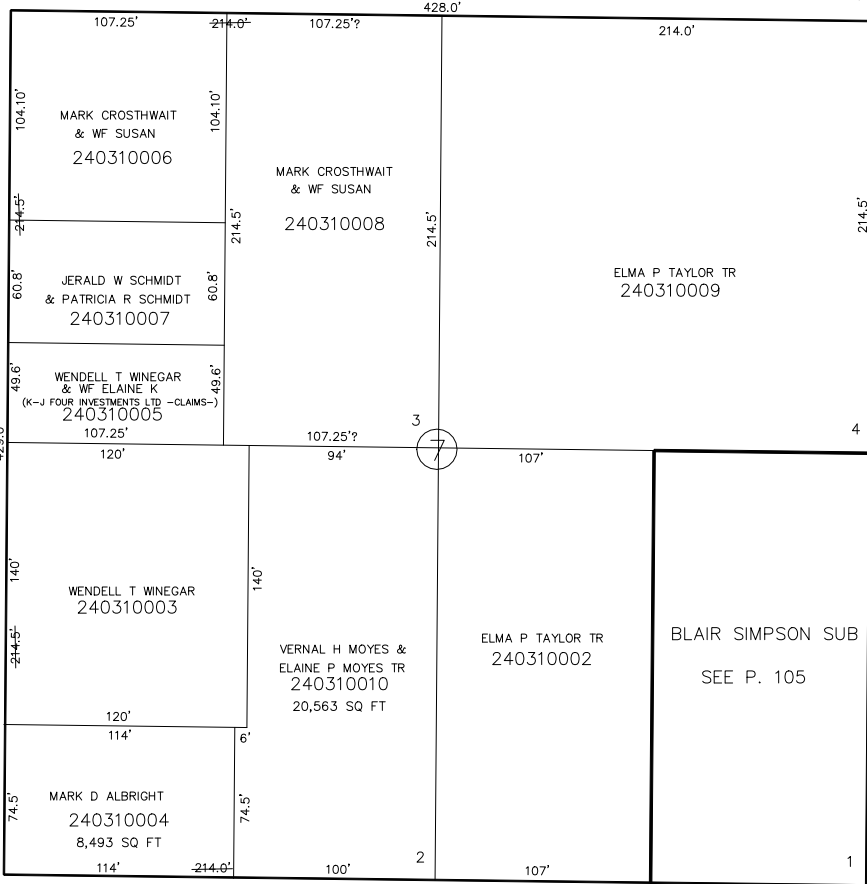 428.0'
107.25'
214.0'
107.25'?
214.0'
104.10'
104.10'
MARK CROSTHWAIT
& WF SUSAN
240310006
MARK CROSTHWAIT
& WF SUSAN
240310008
214.5'
214.5'
214.5'
214.5'
ELMA P TAYLOR TR
240310009
60.8'
60.8'
JERALD W SCHMIDT
& PATRICIA R SCHMIDT
240310007
49.6'
49.6'
WENDELL T WINEGAR
& WF ELAINE K
(K-J FOUR INVESTMENTS LTD -CLAIMS-)
240310005
107.25'
107.25'?
3
4
7
120'
94'
107'
140'
140'
WENDELL T WINEGAR
240310003
214.5'
VERNAL H MOYES &
ELAINE P MOYES TR
240310010
20,563 SQ FT
ELMA P TAYLOR TR
240310002
BLAIR SIMPSON SUB
SEE P. 105
120'
114'
6'
74.5'
74.5'
MARK D ALBRIGHT
240310004
8,493 SQ FT
114'
214.0'
100'
2
107'
1